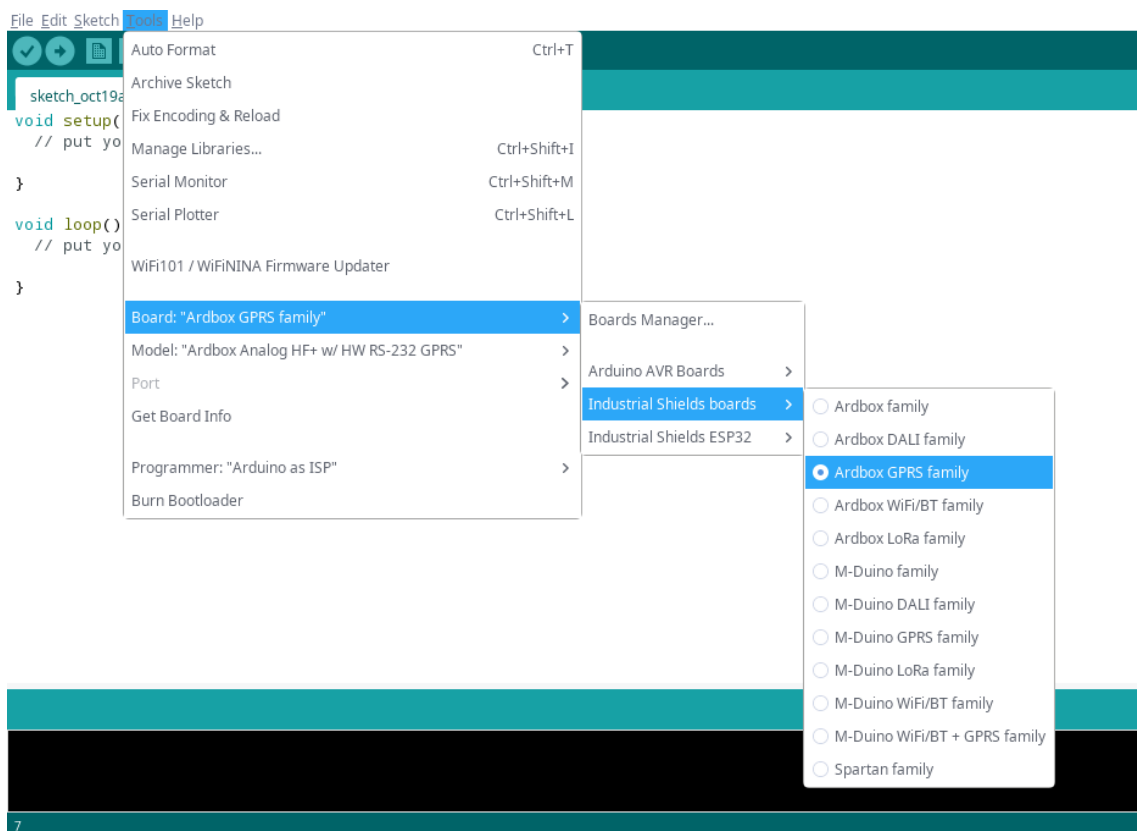 File Edit Sketch Tools Help
Auto Format Ctrl+T
Archive Sketch
sketch_oct19a
Fix Encoding & Reload
void setup(
// put yo
Manage Libraries... Ctrl+Shift+I
}
Serial Monitor Ctrl+Shift+M
Serial Plotter Ctrl+Shift+L
void loop()
// put yo
WiFi101 / WiFiNINA Firmware Updater
}
Board: "Ardbox GPRS family"
Model: "Ardbox Analog HF+ w/ HW RS-232 GPRS"
Port
Get Board Info
Programmer: "Arduino as ISP"
Burn Bootloader
Boards Manager...
Arduino AVR Boards
Industrial Shields boards
Industrial Shields ESP32
Ardbox family
Ardbox DALI family
Ardbox GPRS family
Ardbox WiFi/BT family
Ardbox LoRa family
M-Duino family
M-Duino DALI family
M-Duino GPRS family
M-Duino LoRa family
M-Duino WiFi/BT family
M-Duino WiFi/BT + GPRS family
Spartan family
7